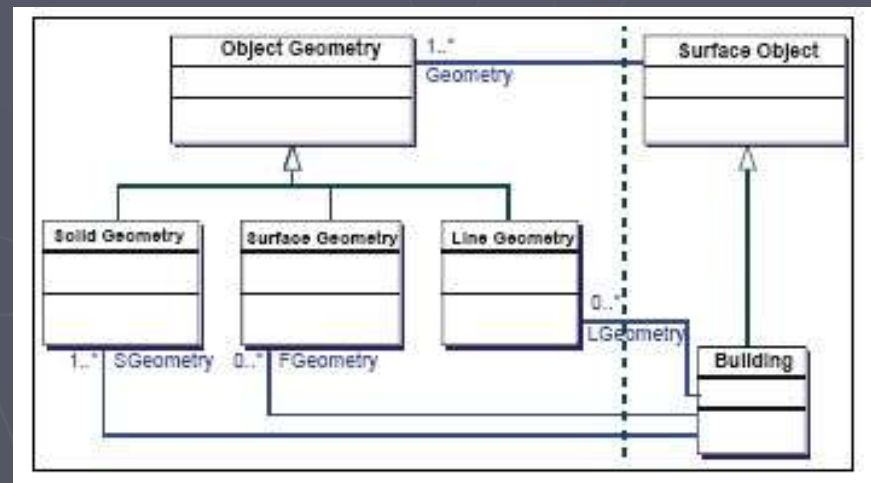 Object Geometry
1..*
Geometry
Surface Object
Solid Geometry
Surface Geometry
Line Geometry
0..*
LGeometry
1..* SGeometry
0..* FGeometry
Building